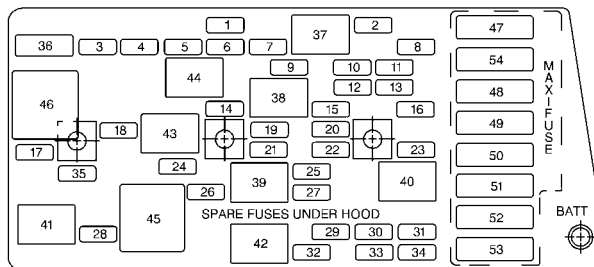 1 2 37 47
36 3 4 5 6 7 8
54
44 9 10 11
46 38 12 13 48
14 15 16
18 43 19 20 49
17 21 22 23 50
35 24 25
39 40 51
26 27
41 45 SPARE FUSES UNDER HOOD 52
28 42 29 30 31
32 33 34 53
MAXIFUSE
BATT